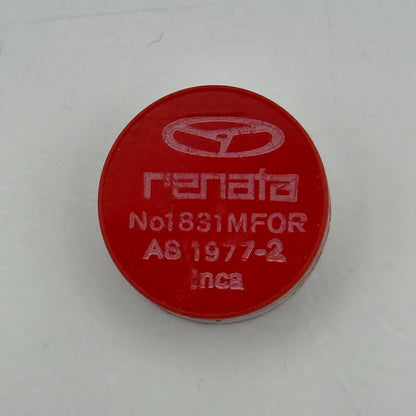 renata
No1831MFOR
AS 1977-2
inca